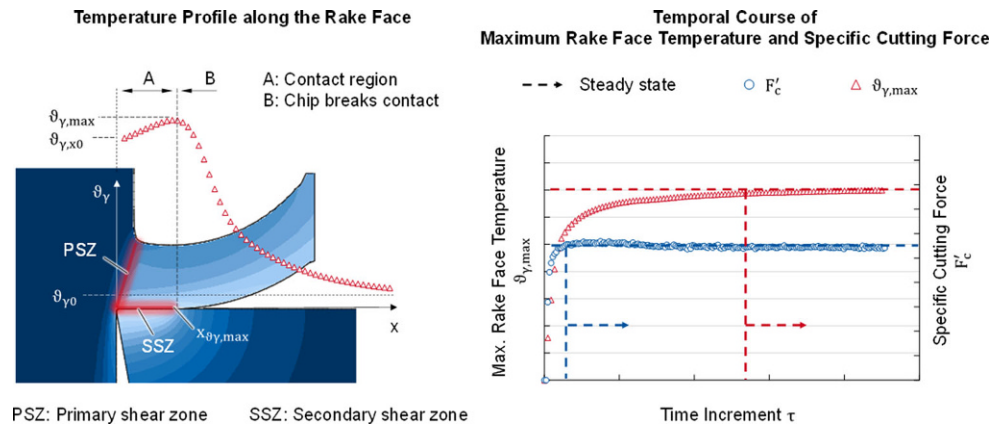 Temperature Profile along the Rake Face
A
B
A: Contact region
B: Chip breaks contact
ϑγ,max
ϑγ,x0
ϑγ
PSZ
ϑγ0
x
SSZ
xϑγ,max
PSZ: Primary shear zone
SSZ: Secondary shear zone
Temporal Course of
Maximum Rake Face Temperature and Specific Cutting Force
Steady state
F′c
ϑγ,max
Max. Rake Face Temperature
ϑγ,max
Specific Cutting Force
F′c
Time Increment τ